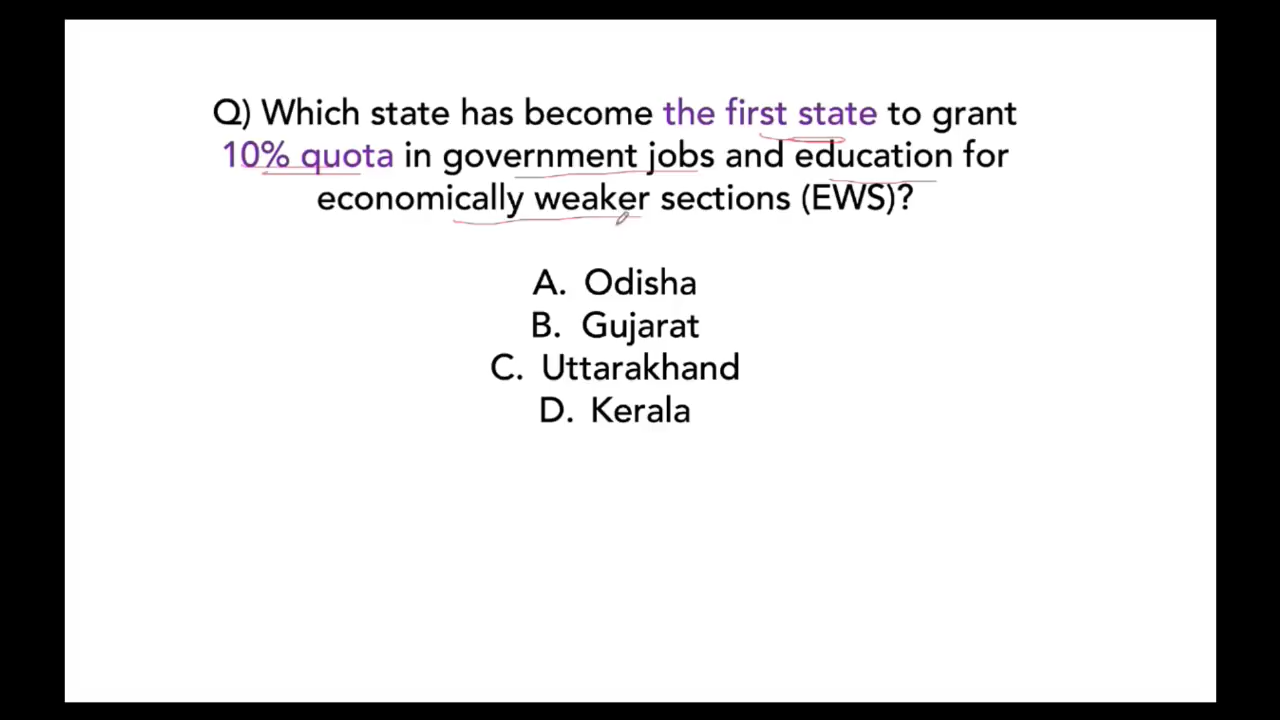 Q) Which state has become the first state to grant
10% quota in government jobs and education for
economically weaker sections (EWS)?
A. Odisha
B. Gujarat
C. Uttarakhand
D. Kerala